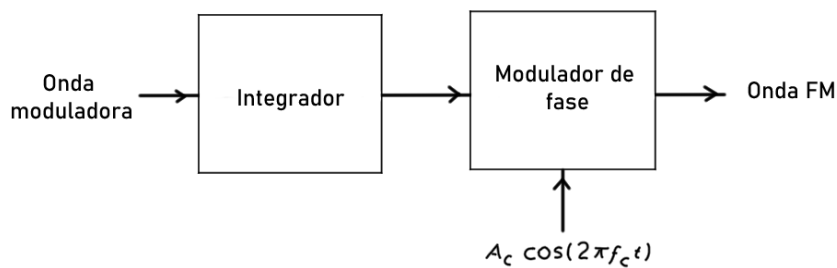 Onda
moduladora
Integrador
Modulador de
fase
Onda FM
A_c cos(2πf_c t)